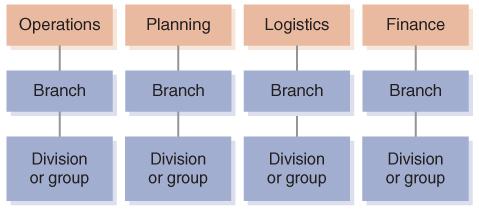 Operations
Planning
Logistics
Finance
Branch
Branch
Branch
Branch
Division
or group
Division
or group
Division
or group
Division
or group